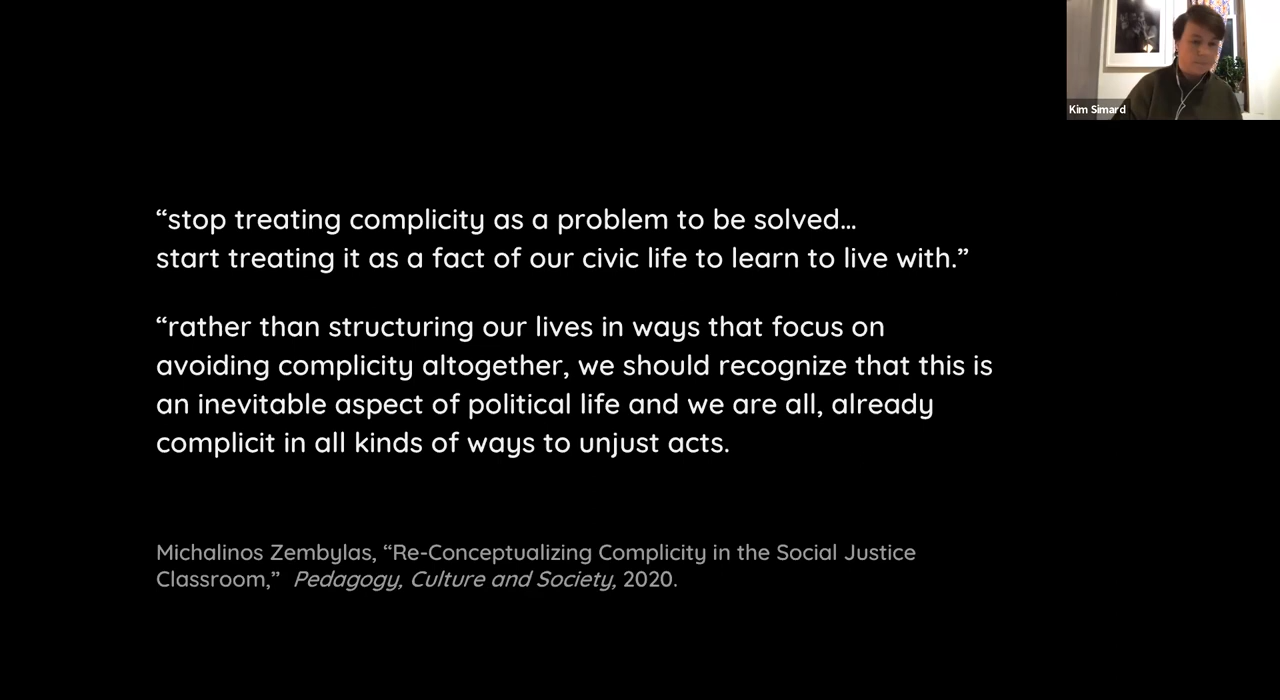 Kim Simard
“stop treating complicity as a problem to be solved...
start treating it as a fact of our civic life to learn to live with.”
“rather than structuring our lives in ways that focus on
avoiding complicity altogether, we should recognize that this is
an inevitable aspect of political life and we are all, already
complicit in all kinds of ways to unjust acts.
Michalinos Zembylas, “Re-Conceptualizing Complicity in the Social Justice
Classroom,” Pedagogy, Culture and Society, 2020.